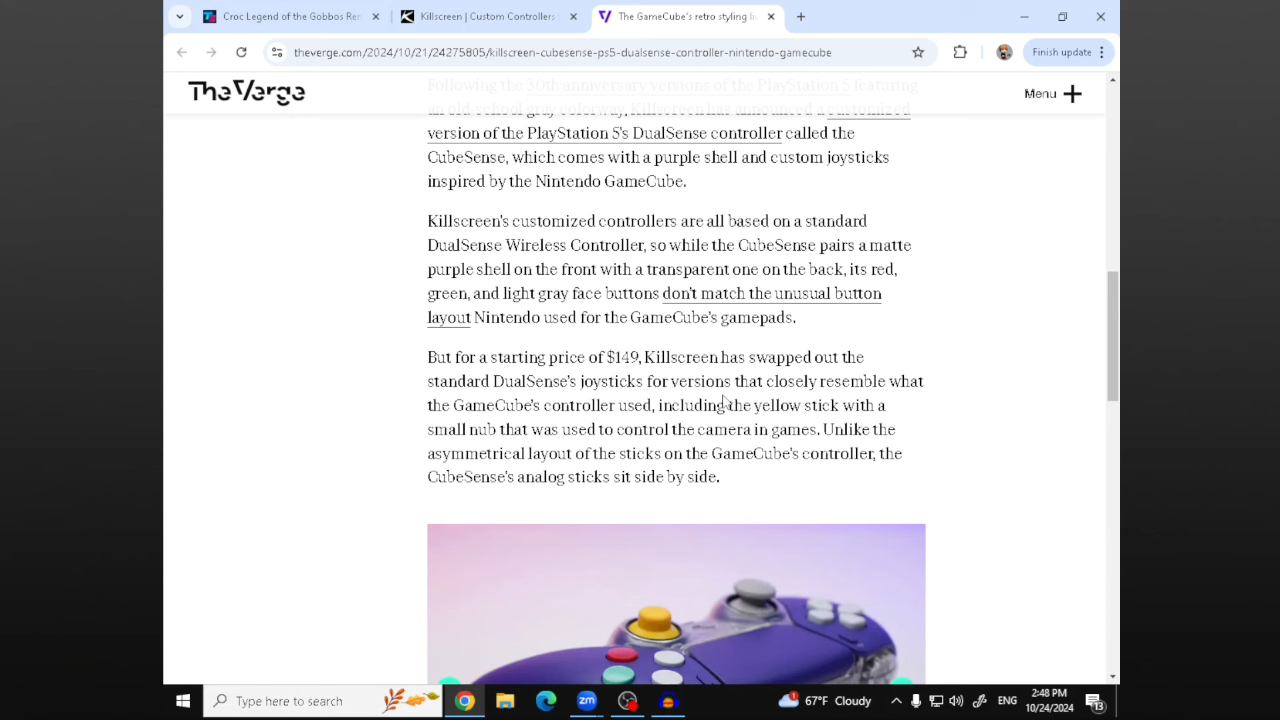 Croc Legend of the Gobbos Rem
Killscreen | Custom Controllers
The GameCube's retro styling li
theverge.com/2024/10/21/24275805/killscreen-cubesense-ps5-dualsense-controller-nintendo-gamecube
Finish update
TheVerge
Menu
Following the 30th anniversary versions of the PlayStation 5 featuring
an old-school gray colorway, Killscreen has announced a customized
version of the PlayStation 5's DualSense controller called the
CubeSense, which comes with a purple shell and custom joysticks
inspired by the Nintendo GameCube.
Killscreen's customized controllers are all based on a standard
DualSense Wireless Controller, so while the CubeSense pairs a matte
purple shell on the front with a transparent one on the back, its red,
green, and light gray face buttons don't match the unusual button
layout Nintendo used for the GameCube's gamepads.
But for a starting price of $149, Killscreen has swapped out the
standard DualSense's joysticks for versions that closely resemble what
the GameCube's controller used, including the yellow stick with a
small nub that was used to control the camera in games. Unlike the
asymmetrical layout of the sticks on the GameCube's controller, the
CubeSense's analog sticks sit side by side.
Type here to search
zm
1
67°F Cloudy
ENG
2:48 PM
10/24/2024
13